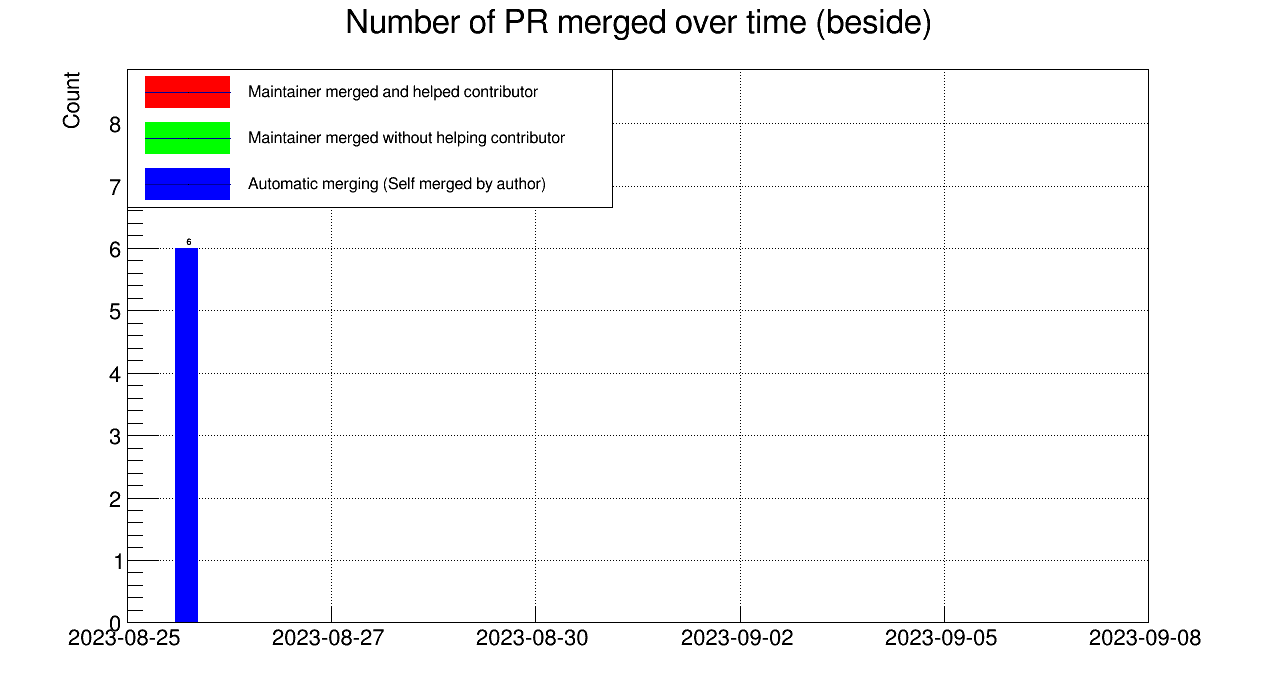 Number of PR merged over time (beside)
Count
Maintainer merged and helped contributor
Maintainer merged without helping contributor
Automatic merging (Self merged by author)
8
7
6
5
4
3
2
1
0
6
2023-08-25 2023-08-27 2023-08-30 2023-09-02 2023-09-05 2023-09-08